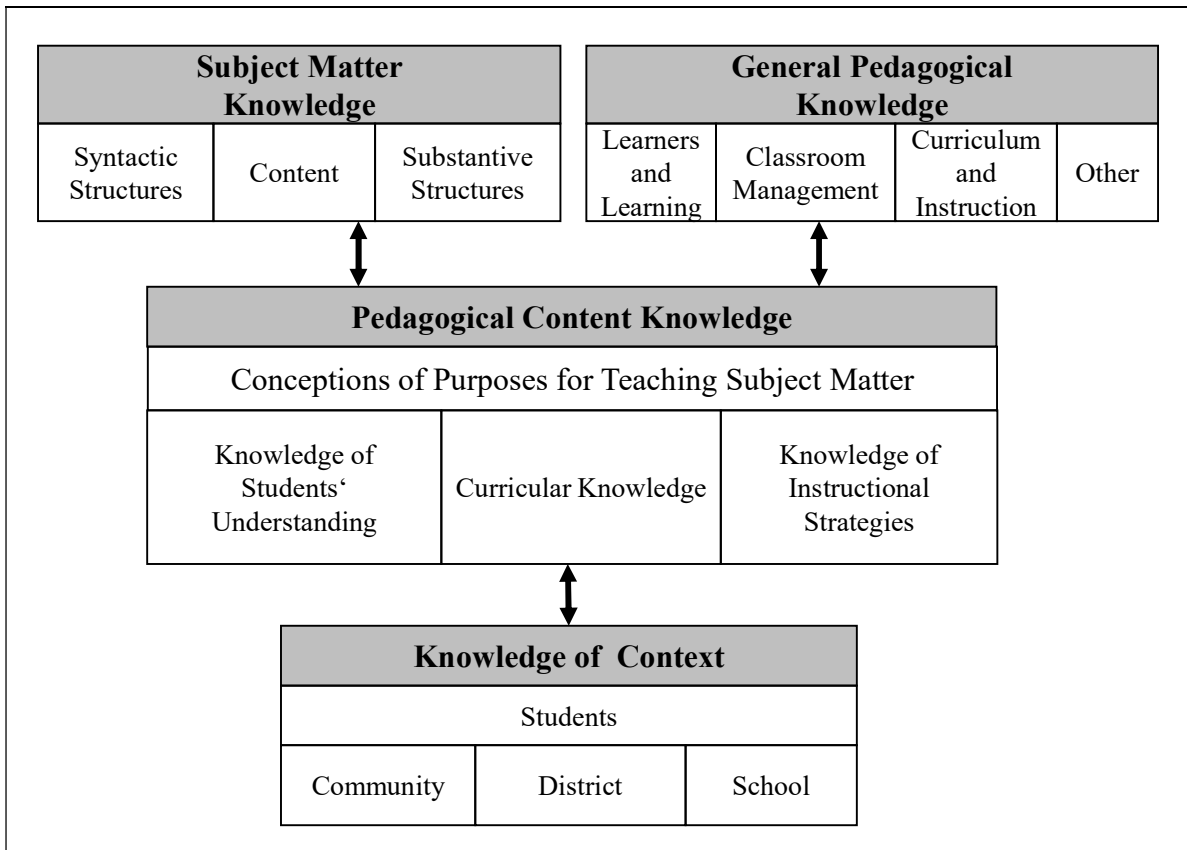 Subject Matter
Knowledge
Syntactic
Structures
Content
Substantive
Structures
General Pedagogical
Knowledge
Learners
and
Learning
Classroom
Management
Curriculum
and
Instruction
Other
Pedagogical Content Knowledge
Conceptions of Purposes for Teaching Subject Matter
Knowledge of
Students‘
Understanding
Curricular Knowledge
Knowledge of
Instructional
Strategies
Knowledge of Context
Students
Community
District
School